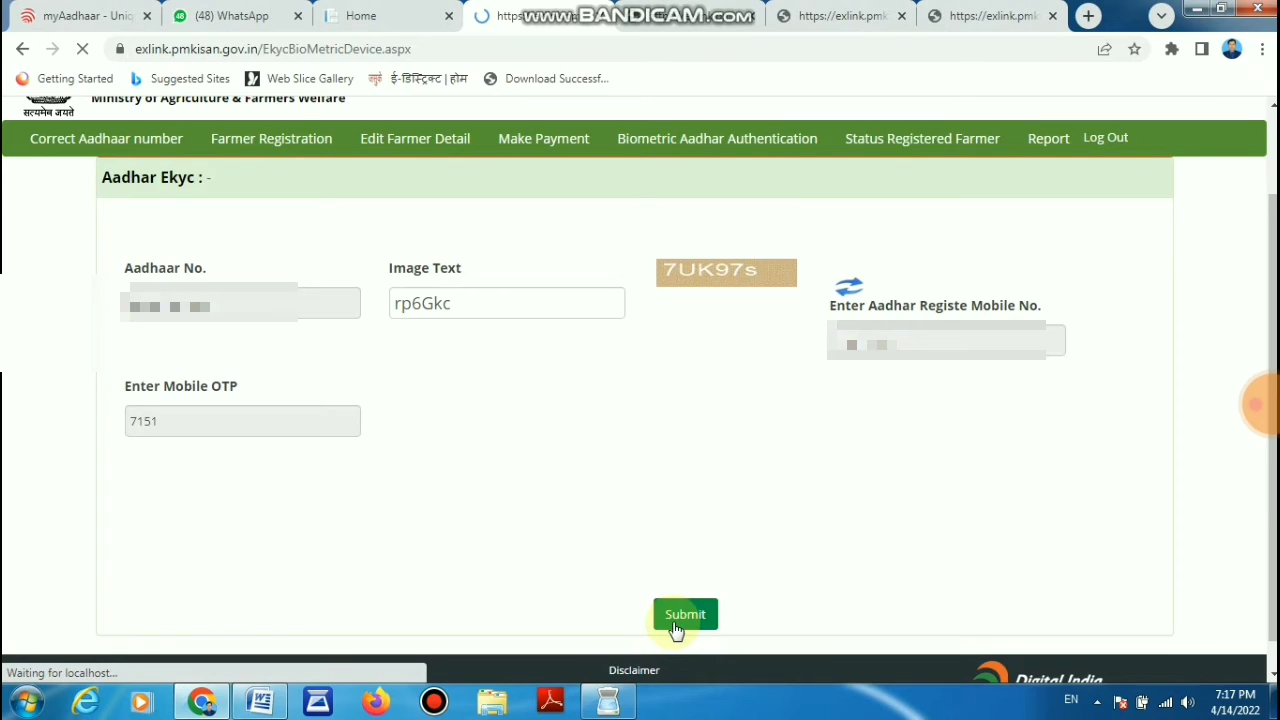 myAadhaar - Uniq
(48) WhatsApp
Home
https:
www.BANDICAM.com
https://exlink.pmk
https://exlink.pmk
exlink.pmkisan.gov.in/EkycBioMetricDevice.aspx
Getting Started
Suggested Sites
Web Slice Gallery
ई-डिस्ट्रिक्ट | होम
Download Successf...
सत्यमेव जयते
Ministry of Agriculture & Farmers Welfare
Correct Aadhaar number
Farmer Registration
Edit Farmer Detail
Make Payment
Biometric Aadhar Authentication
Status Registered Farmer
Report
Log Out
Aadhar Ekyc : -
Aadhaar No.
Image Text
7UK97s
rp6Gkc
Enter Aadhar Registe Mobile No.
Enter Mobile OTP
7151
Submit
Waiting for localhost...
Disclaimer
Digital India
EN
7:17 PM
4/14/2022